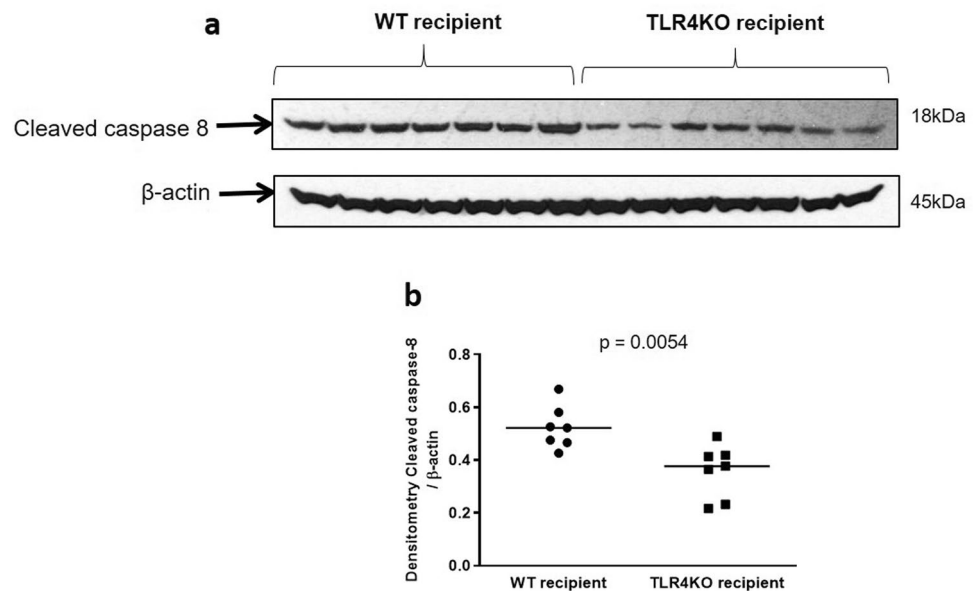 a
WT recipient
TLR4KO recipient
Cleaved caspase 8
18kDa
β-actin
45kDa
b
p = 0.0054
Densitometry Cleaved caspase-8
/ β-actin
0.8
0.6
0.4
0.2
0.0
WT recipient
TLR4KO recipient